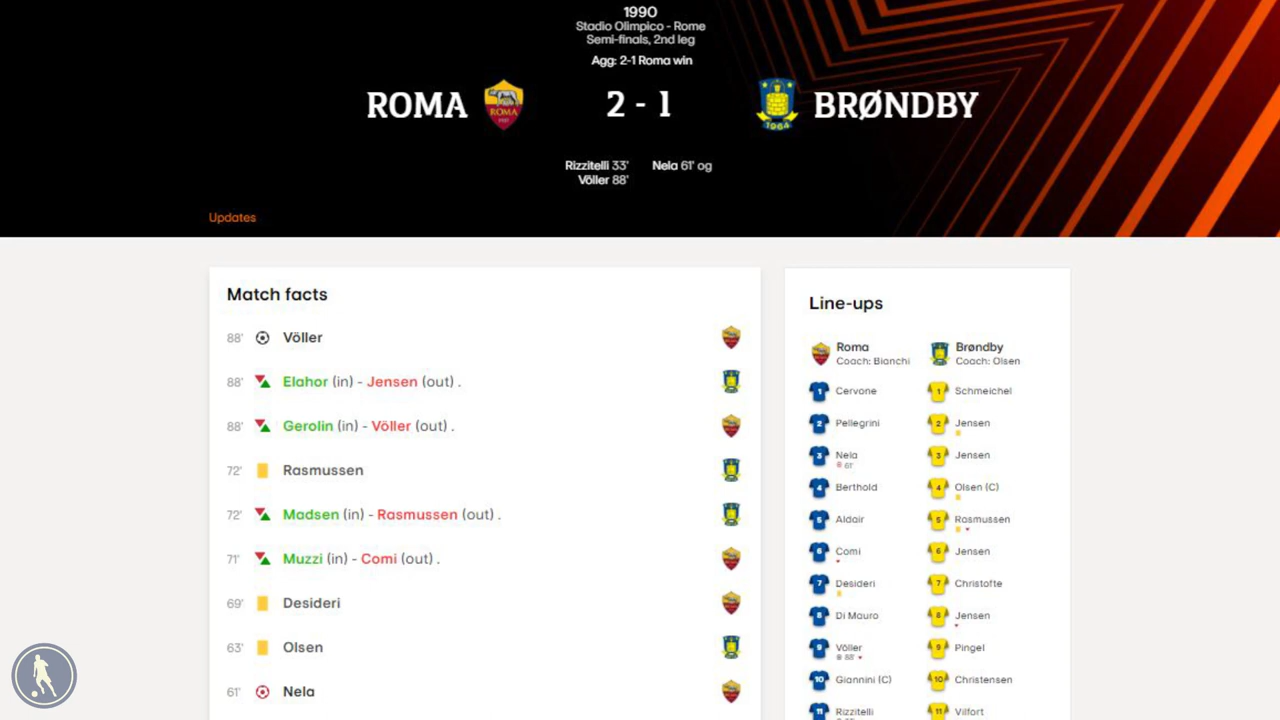 1990
Stadio Olimpico - Rome
Semi-finals, 2nd leg
Agg: 2-1 Roma win
ROMA ROMA 2 - 1 1964 BRØNDBY
Rizzitelli 33' Nela 61' og
Völler 88'
Updates
Match facts
88' Völler
88' Elahor (in) - Jensen (out) .
88' Gerolin (in) - Völler (out) .
72' Rasmussen
72' Madsen (in) - Rasmussen (out) .
71' Muzzi (in) - Comi (out) .
69' Desideri
63' Olsen
61' Nela
Line-ups
Roma Brøndby
Coach: Bianchi Coach: Olsen
1 Cervone 1 Schmeichel
2 Pellegrini 2 Jensen
3 Nela 3 Jensen
61'
4 Berthold 4 Olsen (C)
5 Aldair 5 Rasmussen
6 Comi 6 Jensen
7 Desideri 7 Christofte
8 Di Mauro 8 Jensen
9 Völler 9 Pingel
88'
10 Giannini (C) 10 Christensen
11 Rizzitelli 11 Vilfort